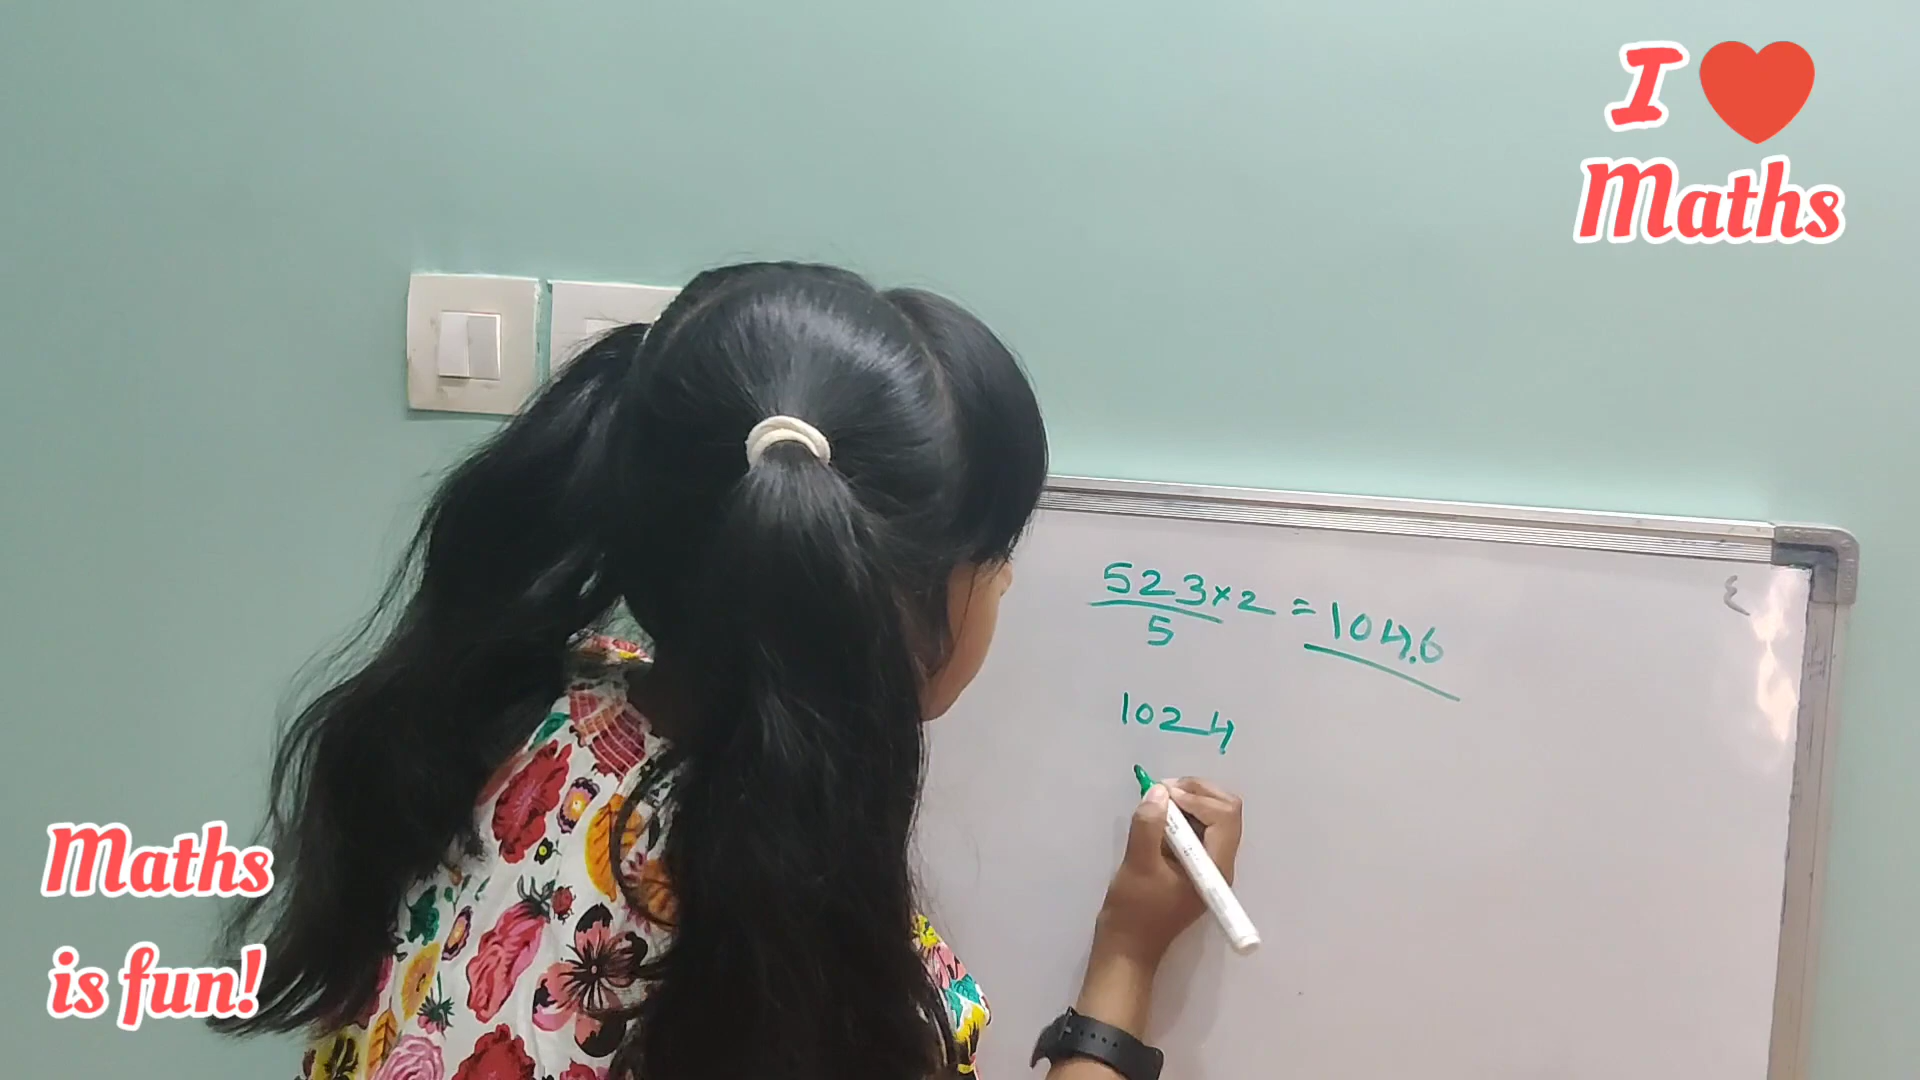 I ❤
Maths
523×2 = 104.6
5
1024
Maths
is fun!